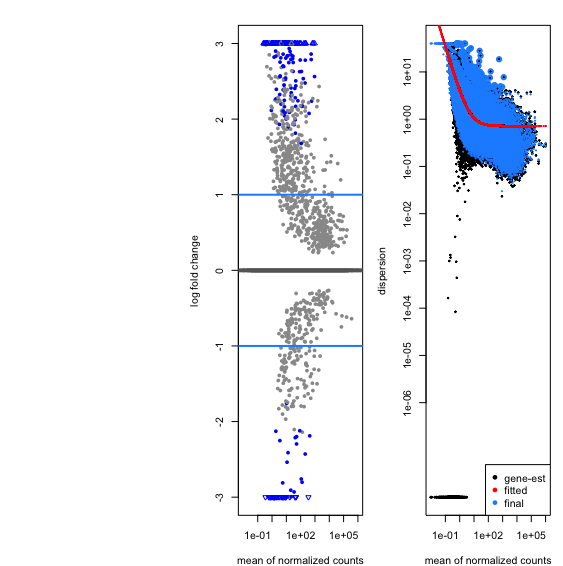 3
2
1
0
-1
-2
-3
log fold change
1e-01
1e+02
1e+05
mean of normalized counts
1e+01
1e+00
1e-01
1e-02
1e-03
1e-04
1e-05
1e-06
dispersion
gene-est
fitted
final
1e-01
1e+02
1e+05
mean of normalized counts